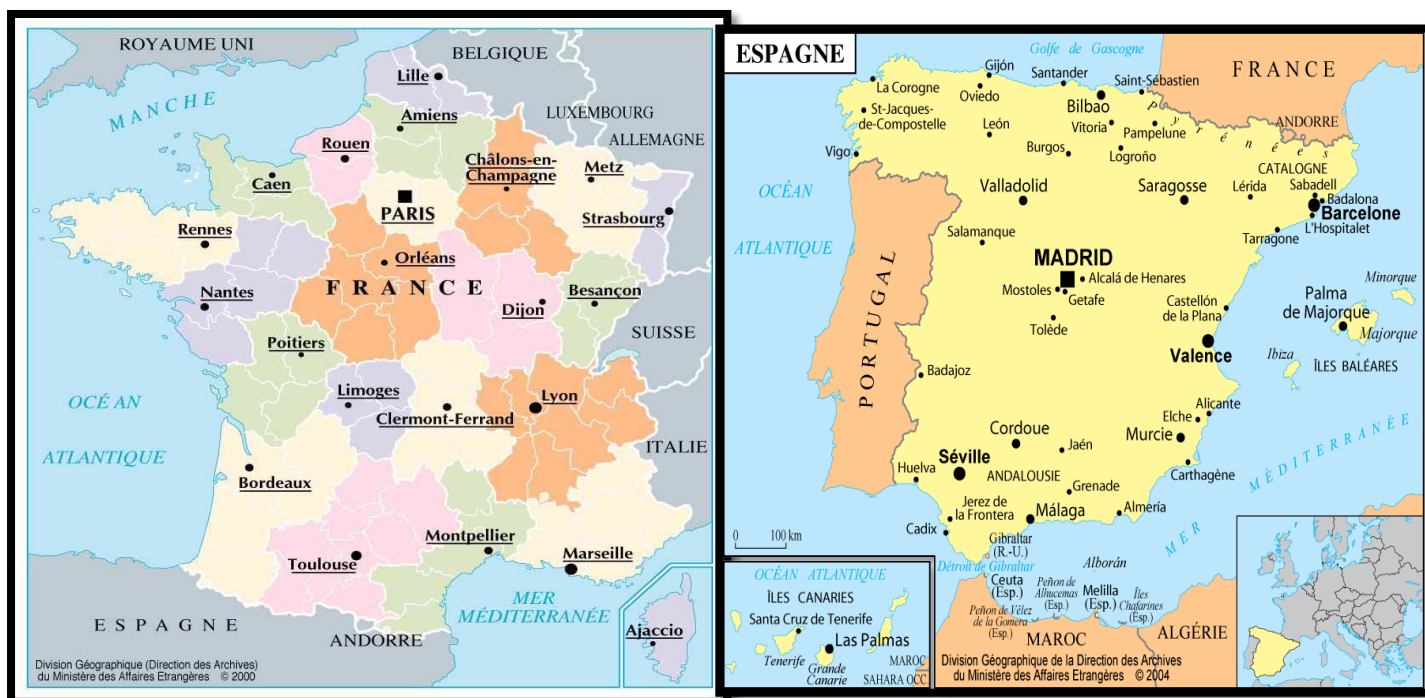 ROYAUME UNI
BELGIQUE
Lille
MANCHE
LUXEMBOURG
Amiens
ALLEMAGNE
Rouen
Châlons-en-
Champagne
Metz
Caen
PARIS
Strasbourg
Rennes
Orléans
FRANCE
Nantes
Besançon
Dijon
SUISSE
Poitiers
Limoges
Lyon
OCÉ AN
Clermont-Ferrand
ATLANTIQUE
ITALIE
Bordeaux
Montpellier
Toulouse
Marseille
MER
MÉDITERRANÉE
ESPAGNE
ANDORRE
Ajaccio
Division Géographique (Direction des Archives)
du Ministère des Affaires Etrangères © 2000
ESPAGNE
Golfe de Gascogne
Gijón
Santander
Saint-Sébastien
FRANCE
La Corogne
Oviedo
Bilbao
St-Jacques-
de-Compostelle
León
Vitoria
Pampelune
Pyrénées
ANDORRE
Vigo
Burgos
Logroño
CATALOGNE
OCÉAN
Valladolid
Saragosse
Lérida
Sabadell
Badalona
Barcelone
L'Hospitalet
ATLANTIQUE
Salamanque
Tarragone
MADRID
Alcalá de Henares
Mostoles
Getafe
Minorque
PORTUGAL
Tolède
Castellón
de la Plana
Palma
de Majorque
Majorque
Valence
Ibiza
ÎLES BALÉARES
Badajoz
Alicante
Elche
Cordoue
Jaén
Murcie
MER MÉDITERRANÉE
Séville
Huelva
ANDALOUSIE
Carthagène
Grenade
Jerez de
la Frontera
Málaga
Almería
Cadix
0 100 km
Gibraltar
(R.-U.)
Détroit de Gibraltar
Alborán
Ceuta
(Esp.)
Peñon de
Alhucemas
(Esp.)
Melilla
(Esp.)
Îles
Chafarines
(Esp.)
Peñon de Vélez
de la Gomera
(Esp.)
MAROC
ALGÉRIE
OCÉAN ATLANTIQUE
ÎLES CANARIES
Santa Cruz de Tenerife
Las Palmas
Tenerife
Grande
Canarie
MAROC
SAHARA OCC.
Division Géographique de la Direction des Archives
du Ministère des Affaires Etrangères © 2004